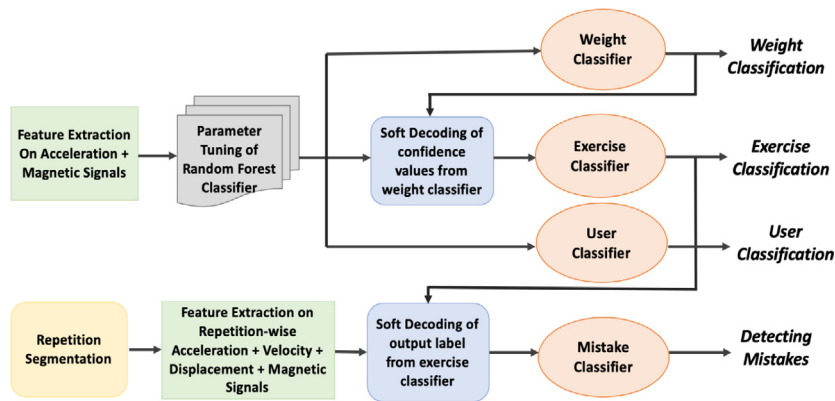 Weight
Classifier
Weight
Classification
Feature Extraction
On Acceleration +
Magnetic Signals
Parameter
Tuning of
Random Forest
Classifier
Soft Decoding of
confidence
values from
weight classifier
Exercise
Classifier
Exercise
Classification
User
Classifier
User
Classification
Repetition
Segmentation
Feature Extraction on
Repetition-wise
Acceleration + Velocity +
Displacement + Magnetic
Signals
Soft Decoding of
output label
from exercise
classifier
Mistake
Classifier
Detecting
Mistakes